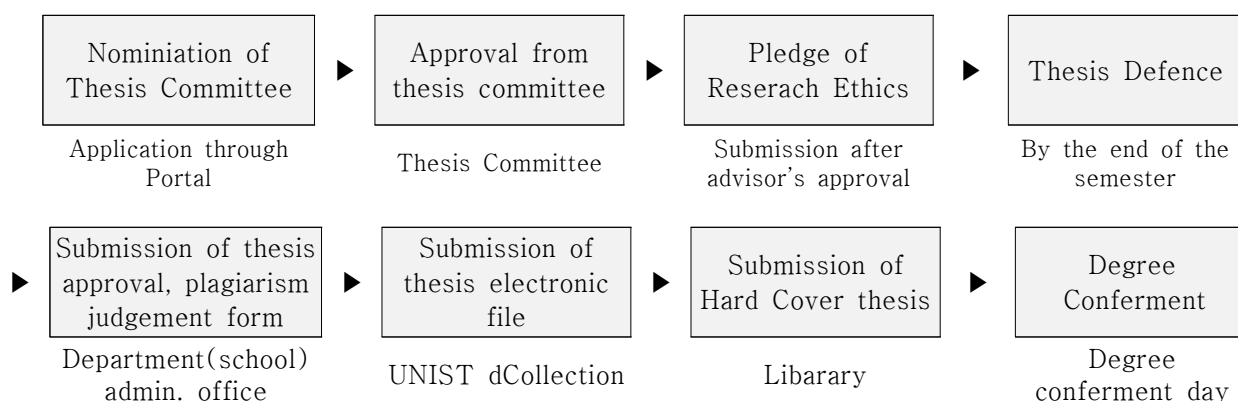 Nominiation of
Thesis Committee
▶
Approval from
thesis committee
▶
Pledge of
Reserach Ethics
▶
Thesis Defence
Application through
Portal
Thesis Committee
Submission after
advisor's approval
By the end of the
semester
▶
Submission of thesis
approval, plagiarism
judgement form
▶
Submission of
thesis electronic
file
▶
Submission of
Hard Cover thesis
▶
Degree
Conferment
Department(school)
admin. office
UNIST dCollection
Libarary
Degree
conferment day